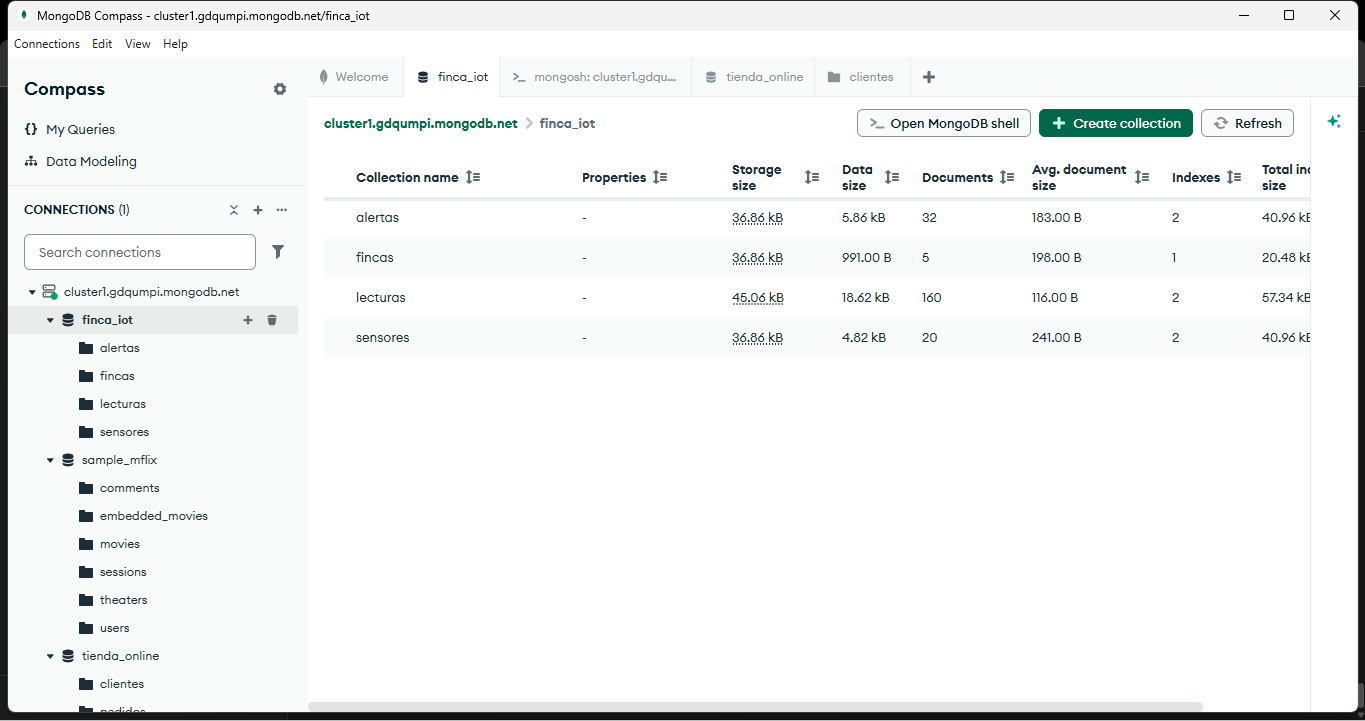 MongoDB Compass - cluster1.gdqumpi.mongodb.net/finca_iot
Connections Edit View Help
Compass
My Queries
Data Modeling
CONNECTIONS (1)
Search connections
cluster1.gdqumpi.mongodb.net
finca_iot
alertas
fincas
lecturas
sensores
sample_mflix
comments
embedded_movies
movies
sessions
theaters
users
tienda_online
clientes
pedidos
Welcome finca_iot mongosh: cluster1.gdqu... tienda_online clientes
cluster1.gdqumpi.mongodb.net finca_iot
Open MongoDB shell Create collection Refresh
Collection name Properties Storage size Data size Documents Avg. document size Indexes Total inc size
alertas - 36.86 kB 5.86 kB 32 183.00 B 2 40.96 kB
fincas - 36.86 kB 991.00 B 5 198.00 B 1 20.48 kB
lecturas - 45.06 kB 18.62 kB 160 116.00 B 2 57.34 kB
sensores - 36.86 kB 4.82 kB 20 241.00 B 2 40.96 kB